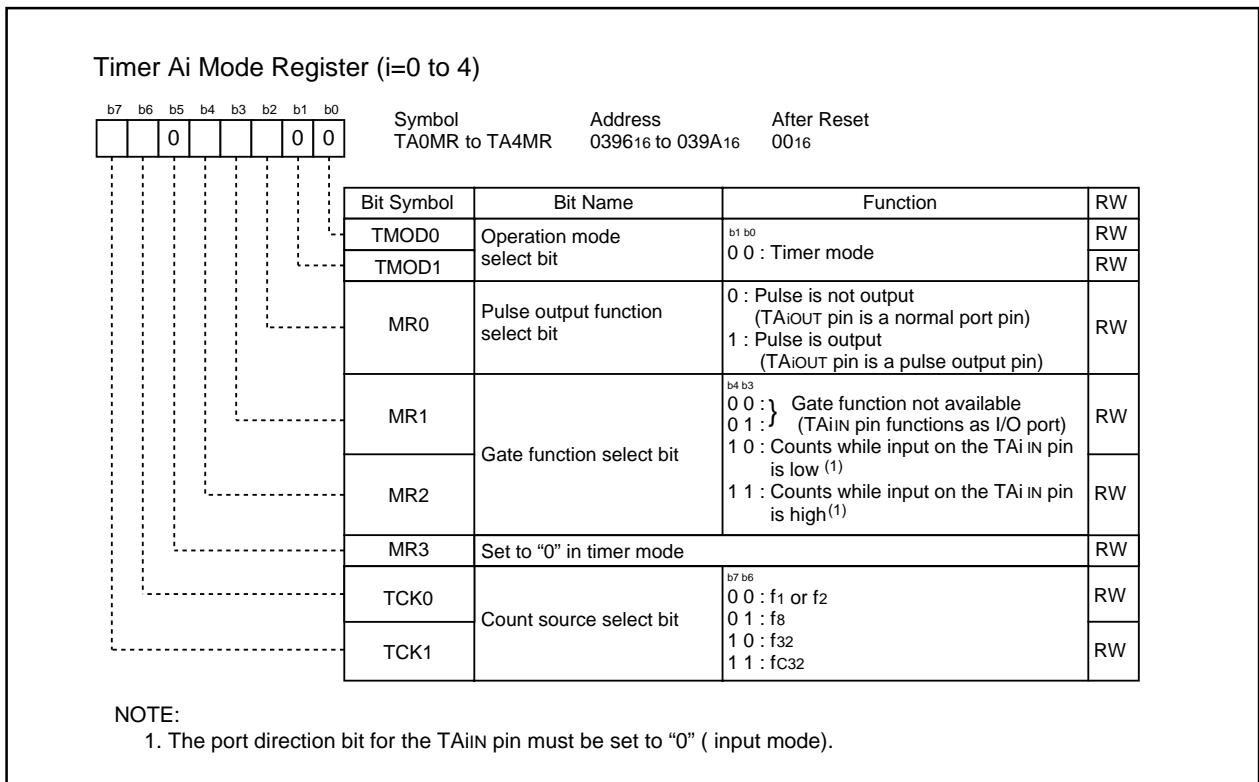 Timer Ai Mode Register (i=0 to 4)
b7 b6 b5 b4 b3 b2 b1 b0
0 0 0
Symbol Address After Reset
TA0MR to TA4MR 039616 to 039A16 0016
Bit Symbol Bit Name Function RW
TMOD0 Operation mode select bit b1 b0 RW
TMOD1 0 0 : Timer mode RW
MR0 Pulse output function select bit 0 : Pulse is not output RW
(TAiOUT pin is a normal port pin)
1 : Pulse is output
(TAiOUT pin is a pulse output pin)
MR1 Gate function select bit b4 b3 RW
0 0 : } Gate function not available
0 1 : (TAiIN pin functions as I/O port)
1 0 : Counts while input on the TAi IN pin
is low (1)
MR2 1 1 : Counts while input on the TAi IN pin RW
is high(1)
MR3 Set to “0” in timer mode RW
TCK0 Count source select bit b7 b6 RW
0 0 : f1 or f2
0 1 : f8
TCK1 1 0 : f32 RW
1 1 : fC32
NOTE:
1. The port direction bit for the TAiIN pin must be set to “0” ( input mode).